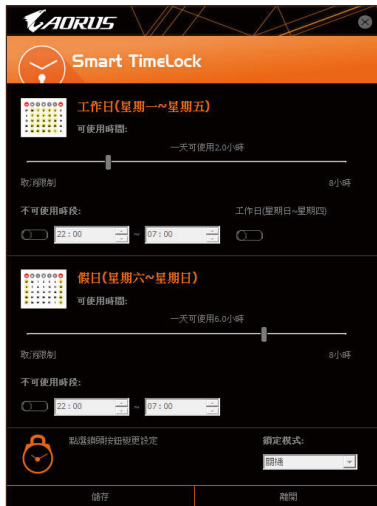 AORUS
Smart TimeLock
工作日(星期一~星期五)
可使用時間:
一天可使用2.0小時
取消限制 8小時
不可使用時段: 工作日(星期日~星期四)
22:00 ~ 07:00
假日(星期六~星期日)
可使用時間:
一天可使用6.0小時
取消限制 8小時
不可使用時段:
22:00 ~ 07:00
點選鎖頭按鈕變更設定 鎖定模式:
關機
儲存 離開